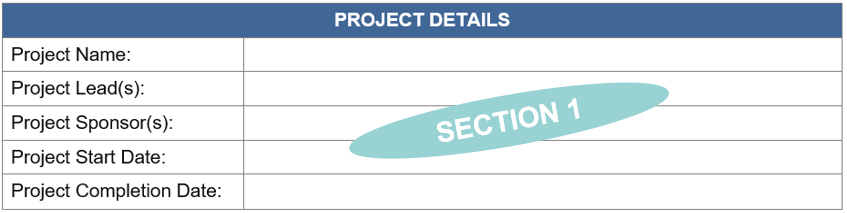 PROJECT DETAILS
Project Name:
Project Lead(s):
Project Sponsor(s):
Project Start Date:
Project Completion Date:
SECTION 1